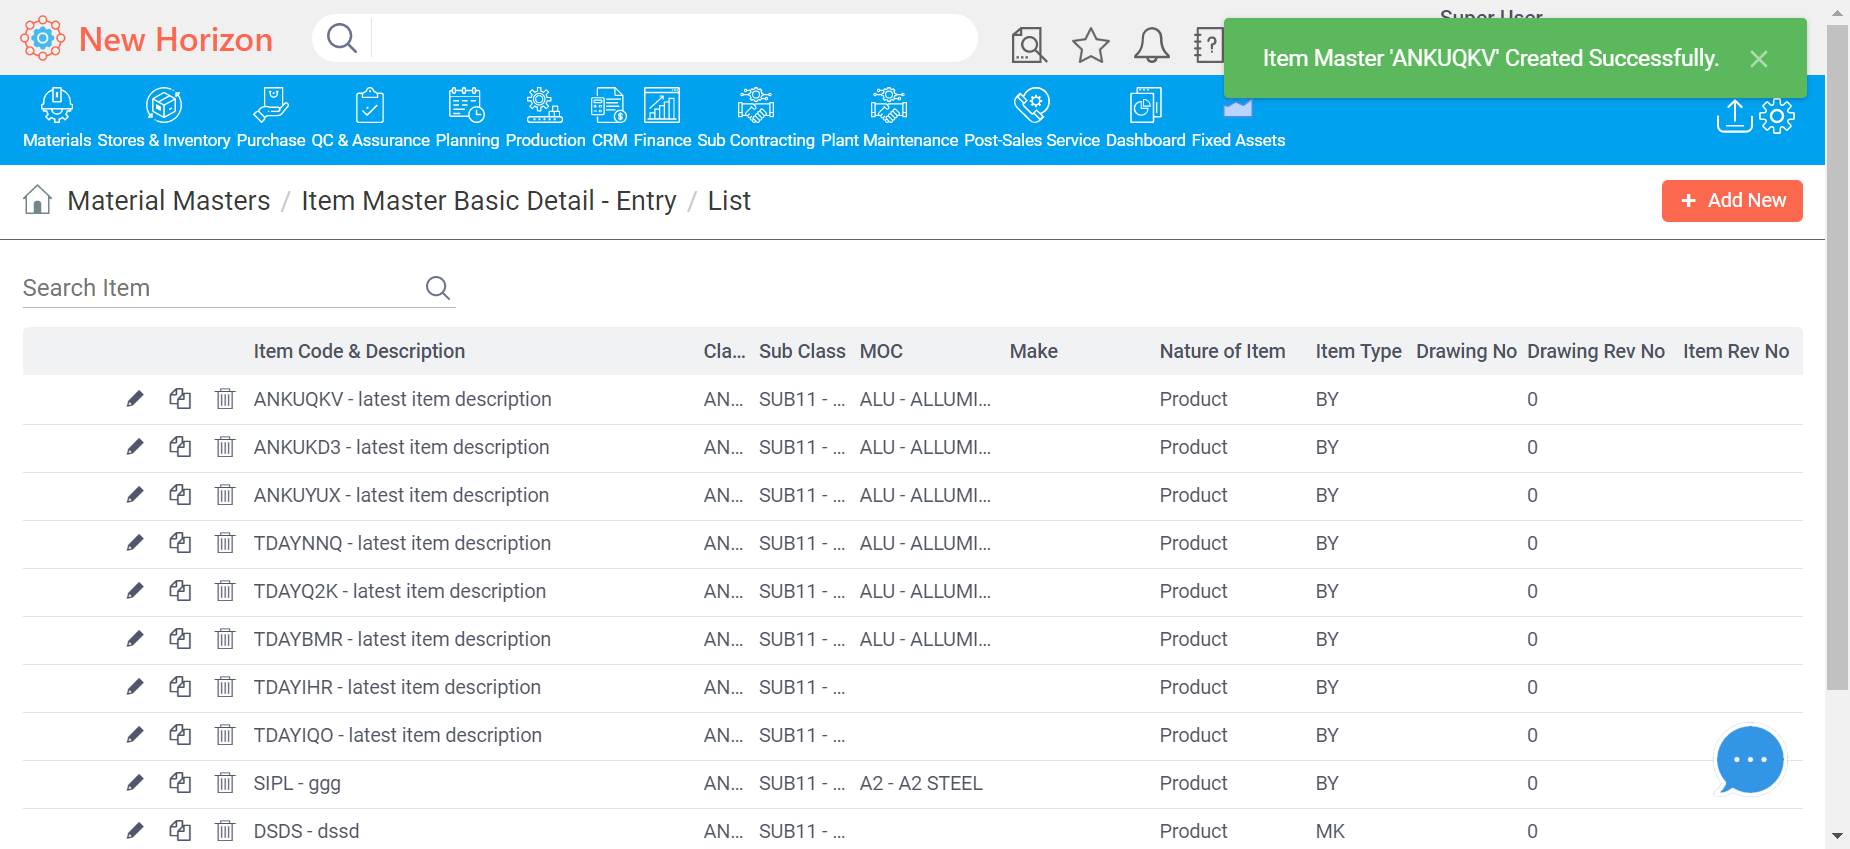 New Horizon
Super User
Item Master 'ANKUQKV' Created Successfully.
Materials Stores & Inventory Purchase QC & Assurance Planning Production CRM Finance Sub Contracting Plant Maintenance Post-Sales Service Dashboard Fixed Assets
Material Masters / Item Master Basic Detail - Entry / List
+ Add New
Search Item
Item Code & Description Cla... Sub Class MOC Make Nature of Item Item Type Drawing No Drawing Rev No Item Rev No
ANKUQKV - latest item description AN... SUB11 - ... ALU - ALLUMI... Product BY 0
ANKUKD3 - latest item description AN... SUB11 - ... ALU - ALLUMI... Product BY 0
ANKUYUX - latest item description AN... SUB11 - ... ALU - ALLUMI... Product BY 0
TDAYNNQ - latest item description AN... SUB11 - ... ALU - ALLUMI... Product BY 0
TDAYQ2K - latest item description AN... SUB11 - ... ALU - ALLUMI... Product BY 0
TDAYBMR - latest item description AN... SUB11 - ... ALU - ALLUMI... Product BY 0
TDAYIHR - latest item description AN... SUB11 - ... Product BY 0
TDAYIQO - latest item description AN... SUB11 - ... Product BY 0
SIPL - ggg AN... SUB11 - ... A2 - A2 STEEL Product BY 0
DSDS - dssd AN... SUB11 - ... Product MK 0